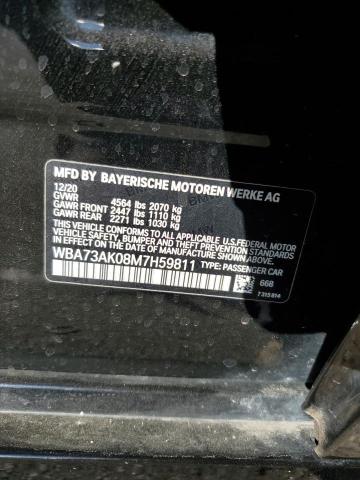 MFD BY BAYERISCHE MOTOREN WERKE AG
12/20
GVWR 4564 lbs 2070 kg
GAWR FRONT 2447 lbs 1110 kg
GAWR REAR 2271 lbs 1030 kg
THIS VEHICLE CONFORMS TO ALL APPLICABLE U.S. FEDERAL MOTOR
VEHICLE SAFETY, BUMPER AND THEFT PREVENTION STANDARDS
IN EFFECT ON THE DATE OF MANUFACTURE SHOWN ABOVE.
WBA73AK08M7H59811 TYPE: PASSENGER CAR
668
7315814